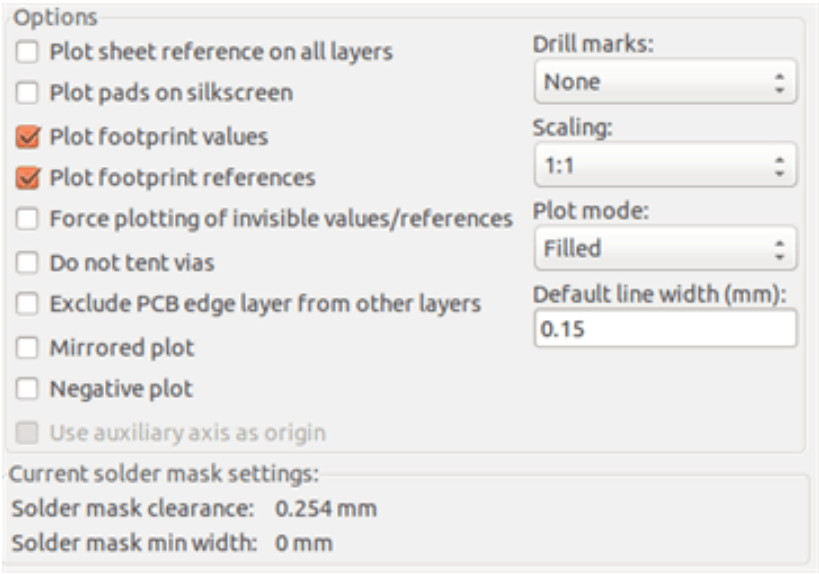 Options
Plot sheet reference on all layers
Plot pads on silkscreen
Plot footprint values
Plot footprint references
Force plotting of invisible values/references
Do not tent vias
Exclude PCB edge layer from other layers
Mirrored plot
Negative plot
Use auxiliary axis as origin
Drill marks:
None
Scaling:
1:1
Plot mode:
Filled
Default line width (mm):
0.15
Current solder mask settings:
Solder mask clearance: 0.254 mm
Solder mask min width: 0 mm